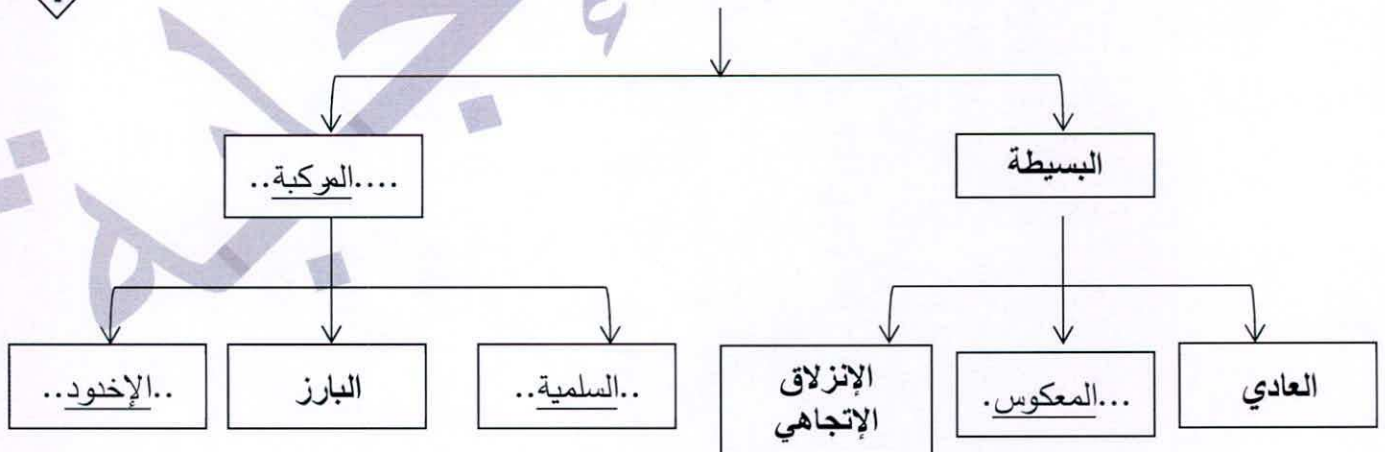 البسيطة
....المركبة..
العادي
...المعكوس.
الإنزلاق
الإتجاهي
..السلمية..
البارز
..الإخدود..